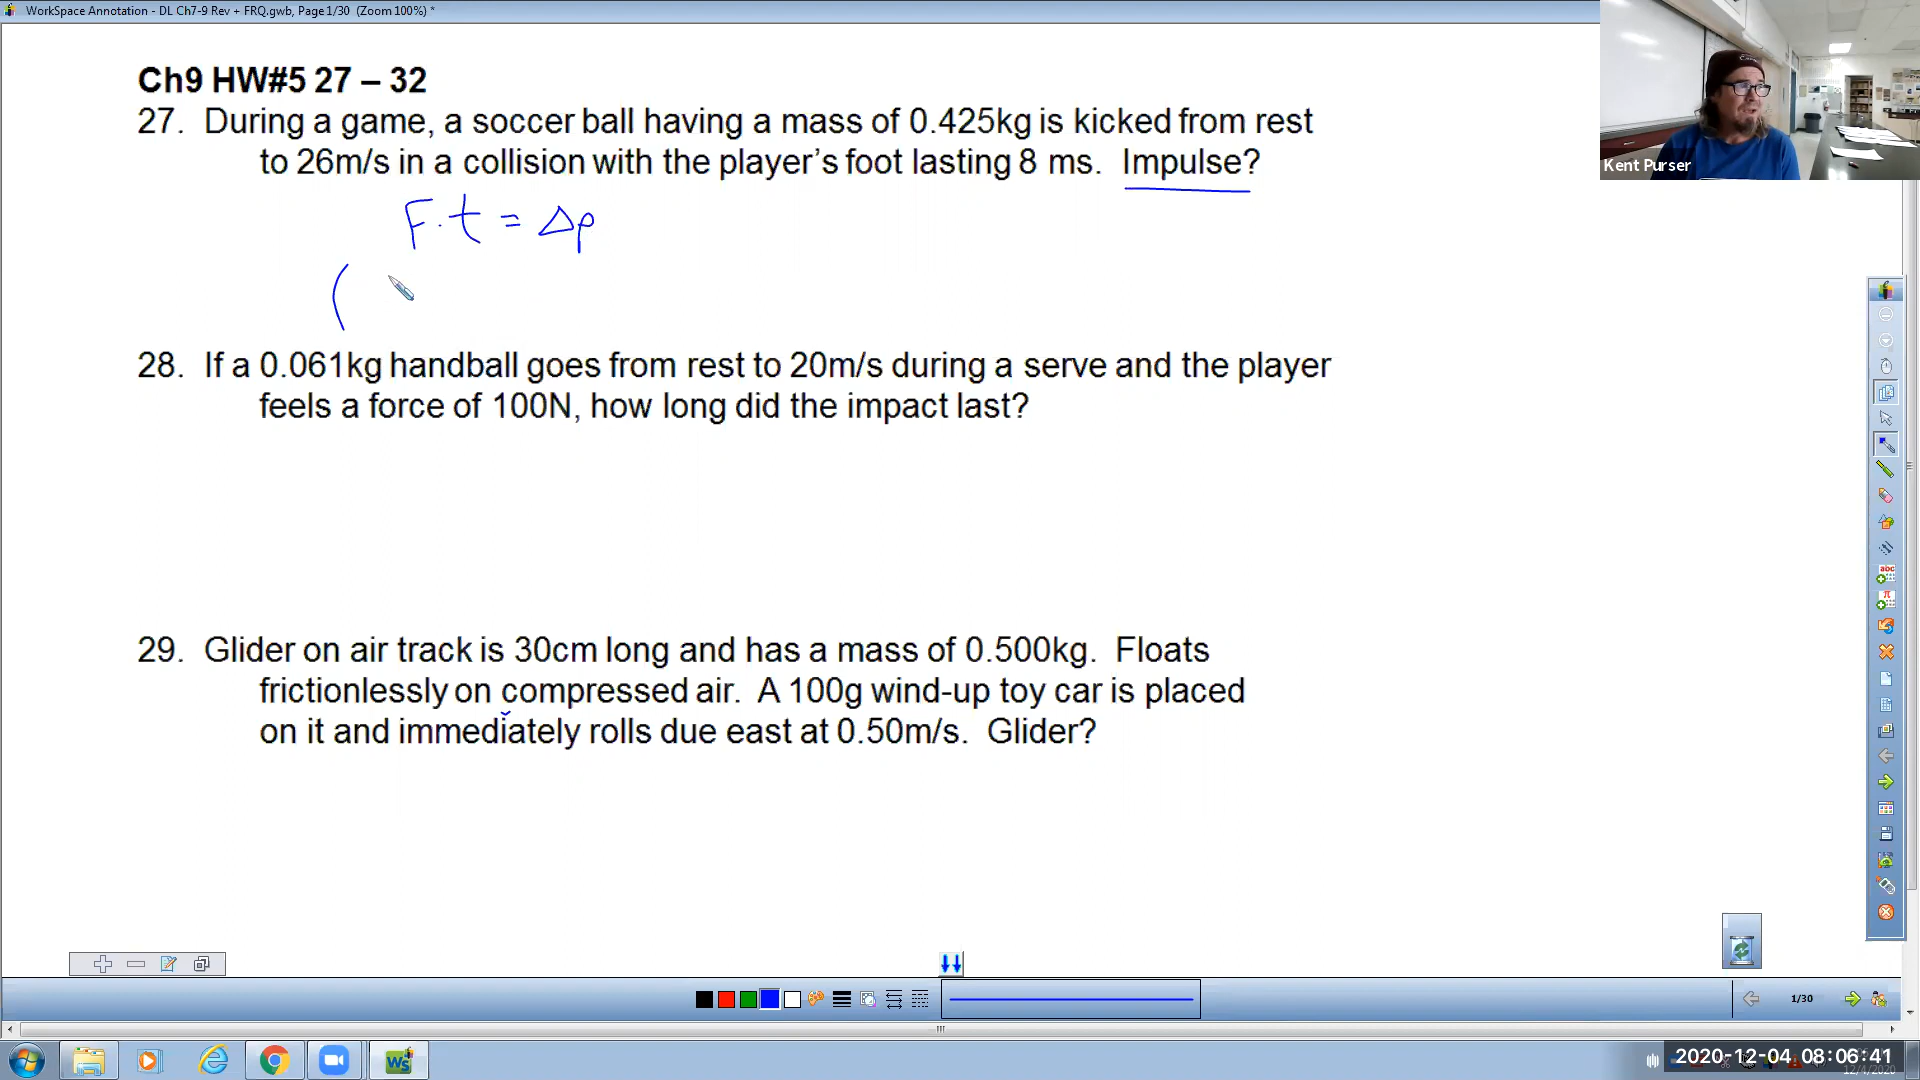 WorkSpace Annotation - DL Ch7-9 Rev + FRQ.gwb, Page1/30 (Zoom 100%) *
Ch9 HW#5 27 – 32
27. During a game, a soccer ball having a mass of 0.425kg is kicked from rest
to 26m/s in a collision with the player’s foot lasting 8 ms. Impulse?
Kent Purser
F·t = Δp
(
28. If a 0.061kg handball goes from rest to 20m/s during a serve and the player
feels a force of 100N, how long did the impact last?
29. Glider on air track is 30cm long and has a mass of 0.500kg. Floats
frictionlessly on compressed air. A 100g wind-up toy car is placed
on it and immediately rolls due east at 0.50m/s. Glider?
1/30
2020-12-04 08:06:41
12/4/2020